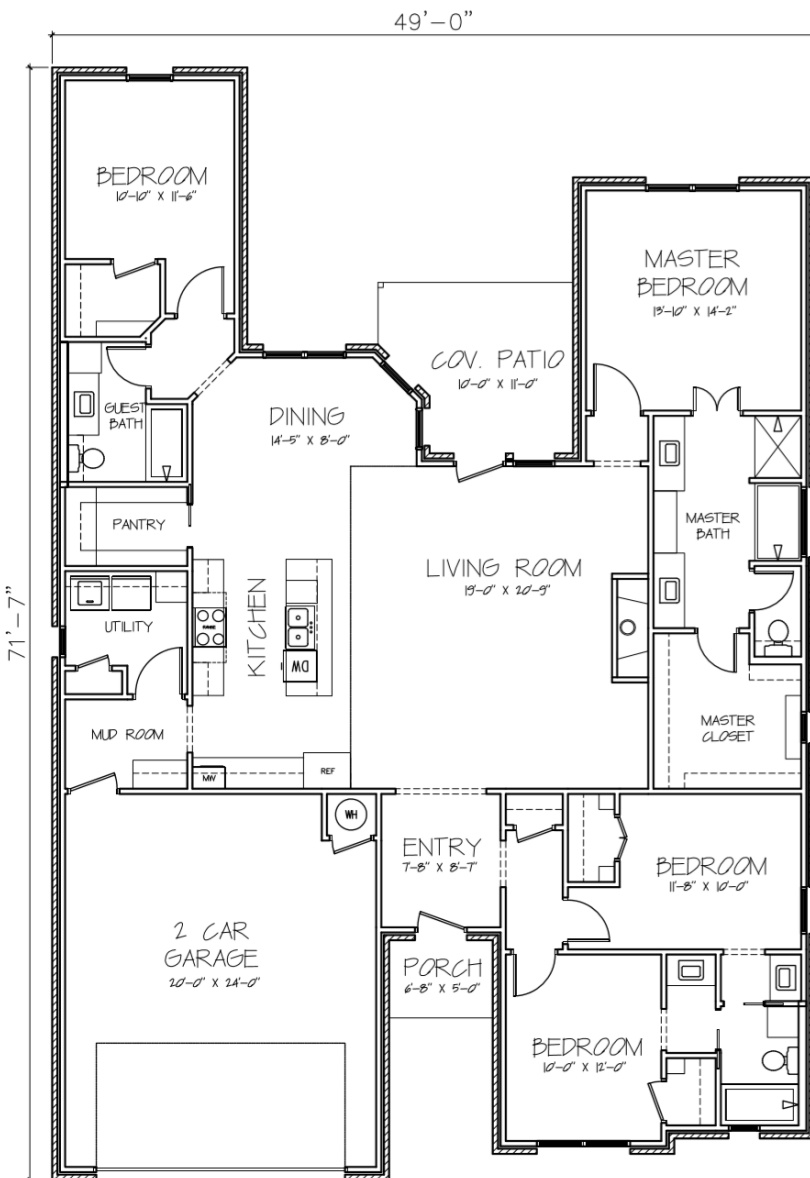 49'-0"
71'-7"
BEDROOM
10'-10" X 11'-6"
MASTER
BEDROOM
13'-10" X 14'-2"
COV. PATIO
10'-0" X 11'-0"
GUEST
BATH
DINING
14'-5" X 8'-0"
PANTRY
MASTER
BATH
LIVING ROOM
19'-0" X 20'-9"
KITCHEN
RANGE
DW
UTILITY
MUD ROOM
MASTER
CLOSET
MW
REF
WH
ENTRY
7'-8" X 8'-7"
BEDROOM
11'-8" X 10'-0"
2 CAR
GARAGE
20'-0" X 24'-0"
PORCH
6'-8" X 5'-0"
BEDROOM
10'-0" X 12'-0"